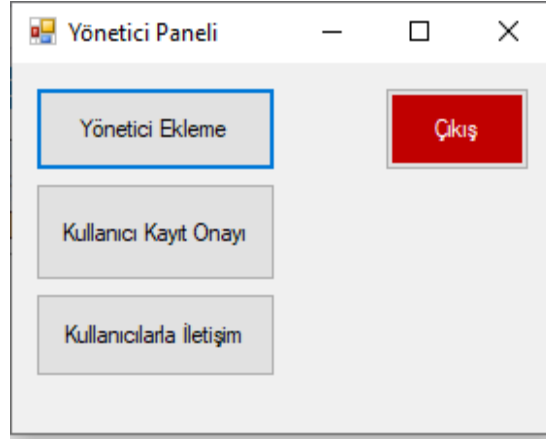 Yönetici Paneli
Yönetici Ekleme
Çıkış
Kullanıcı Kayıt Onayı
Kullanıcılarla İletişim